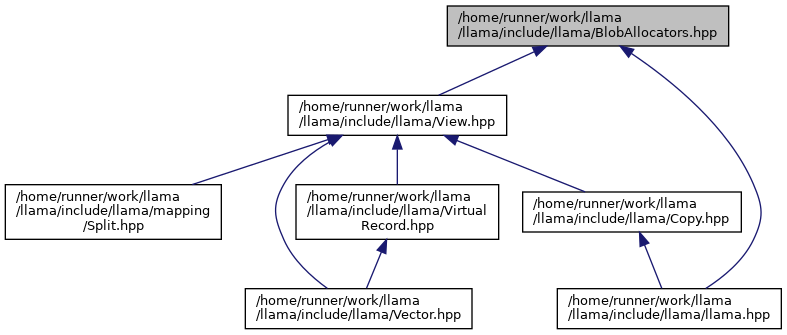 /home/runner/work/llama
/llama/include/llama/BlobAllocators.hpp
/home/runner/work/llama
/llama/include/llama/View.hpp
/home/runner/work/llama
/llama/include/llama/mapping
/Split.hpp
/home/runner/work/llama
/llama/include/llama/Virtual
Record.hpp
/home/runner/work/llama
/llama/include/llama/Copy.hpp
/home/runner/work/llama
/llama/include/llama/Vector.hpp
/home/runner/work/llama
/llama/include/llama/llama.hpp